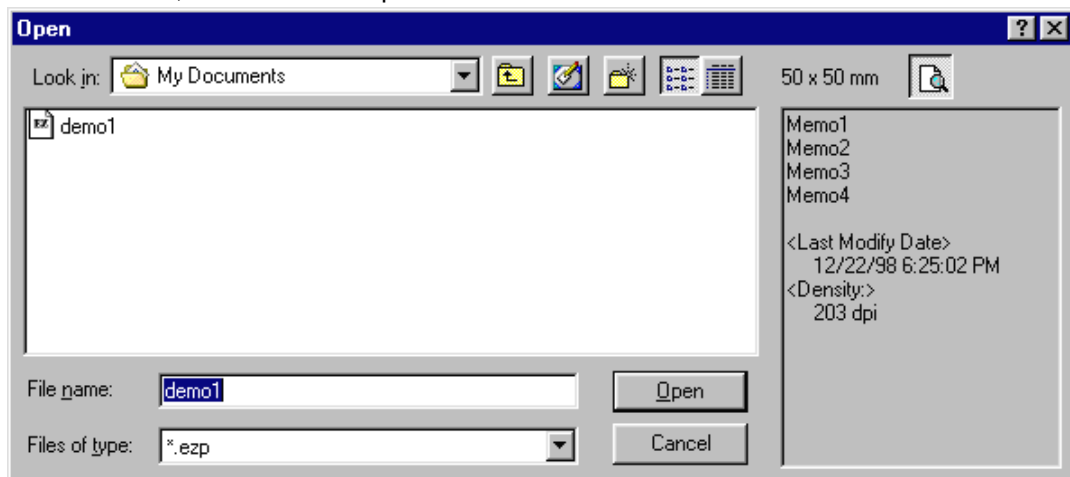 Open
Look in: My Documents
50 x 50 mm
EZ demo1
Memo1
Memo2
Memo3
Memo4
<Last Modify Date>
12/22/98 6:25:02 PM
<Density:>
203 dpi
File name: demo1
Open
Files of type: *.ezp
Cancel